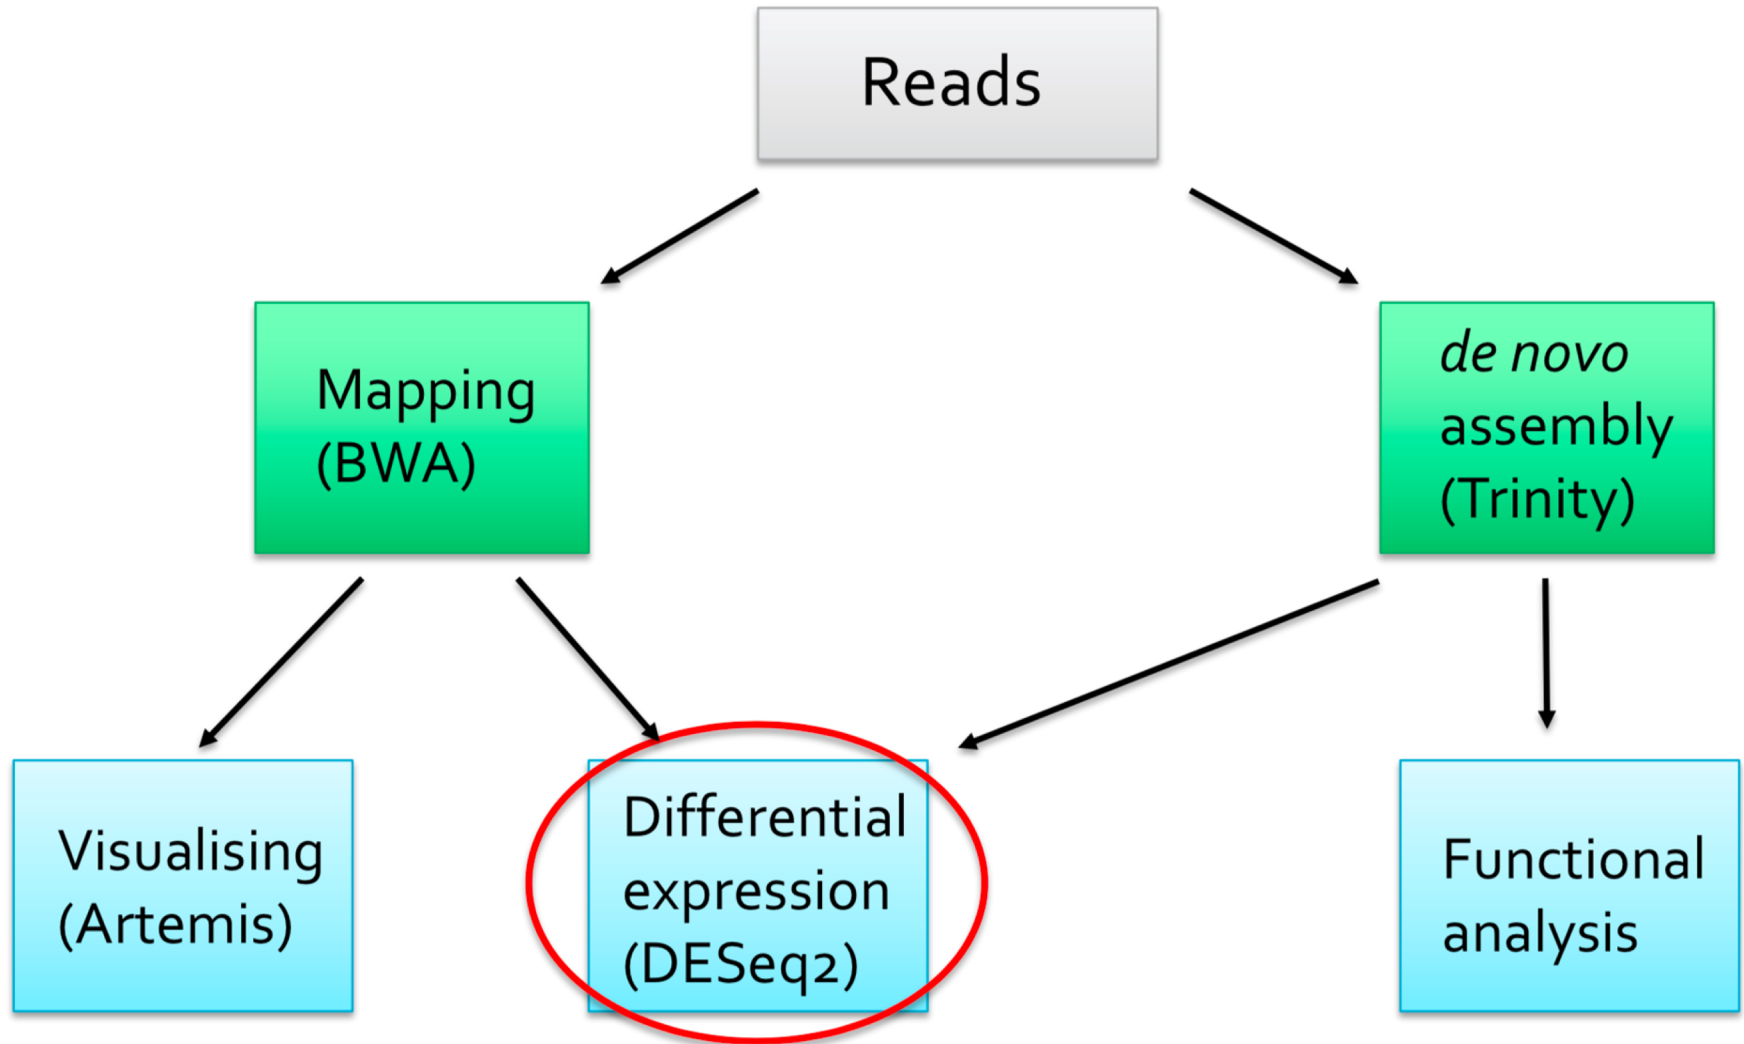 Reads
Mapping
(BWA)
de novo
assembly
(Trinity)
Visualising
(Artemis)
Differential
expression
(DESeq2)
Functional
analysis